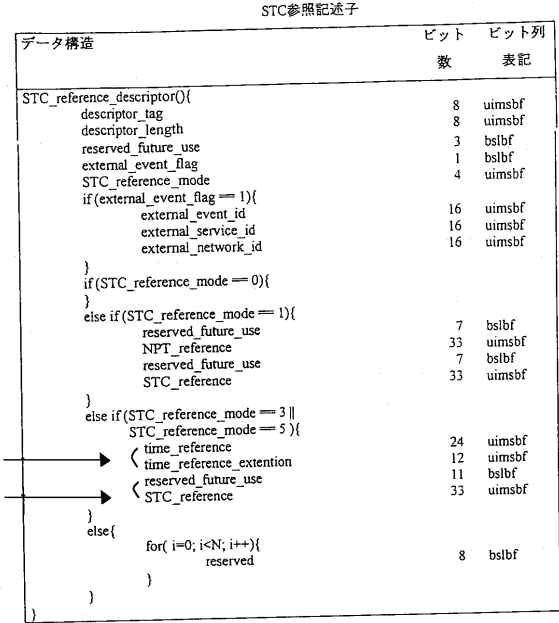 STC参照記述子
データ構造 ビット数 ビット列表記
STC_reference_descriptor(){
descriptor_tag 8 uimsbf
descriptor_length 8 uimsbf
reserved_future_use 3 bslbf
external_event_flag 1 bslbf
STC_reference_mode 4 uimsbf
if (external_event_flag == 1){
external_event_id 16 uimsbf
external_service_id 16 uimsbf
external_network_id 16 uimsbf
}
if (STC_reference_mode == 0){
}
else if (STC_reference_mode == 1){
reserved_future_use 7 bslbf
NPT_reference 33 uimsbf
reserved_future_use 7 bslbf
STC_reference 33 uimsbf
}
else if (STC_reference_mode == 3 ||
STC_reference_mode == 5 ){
time_reference 24 uimsbf
time_reference_extention 12 uimsbf
reserved_future_use 11 bslbf
STC_reference 33 uimsbf
}
else{
for( i=0; i<N; i++){
reserved 8 bslbf
}
}
}